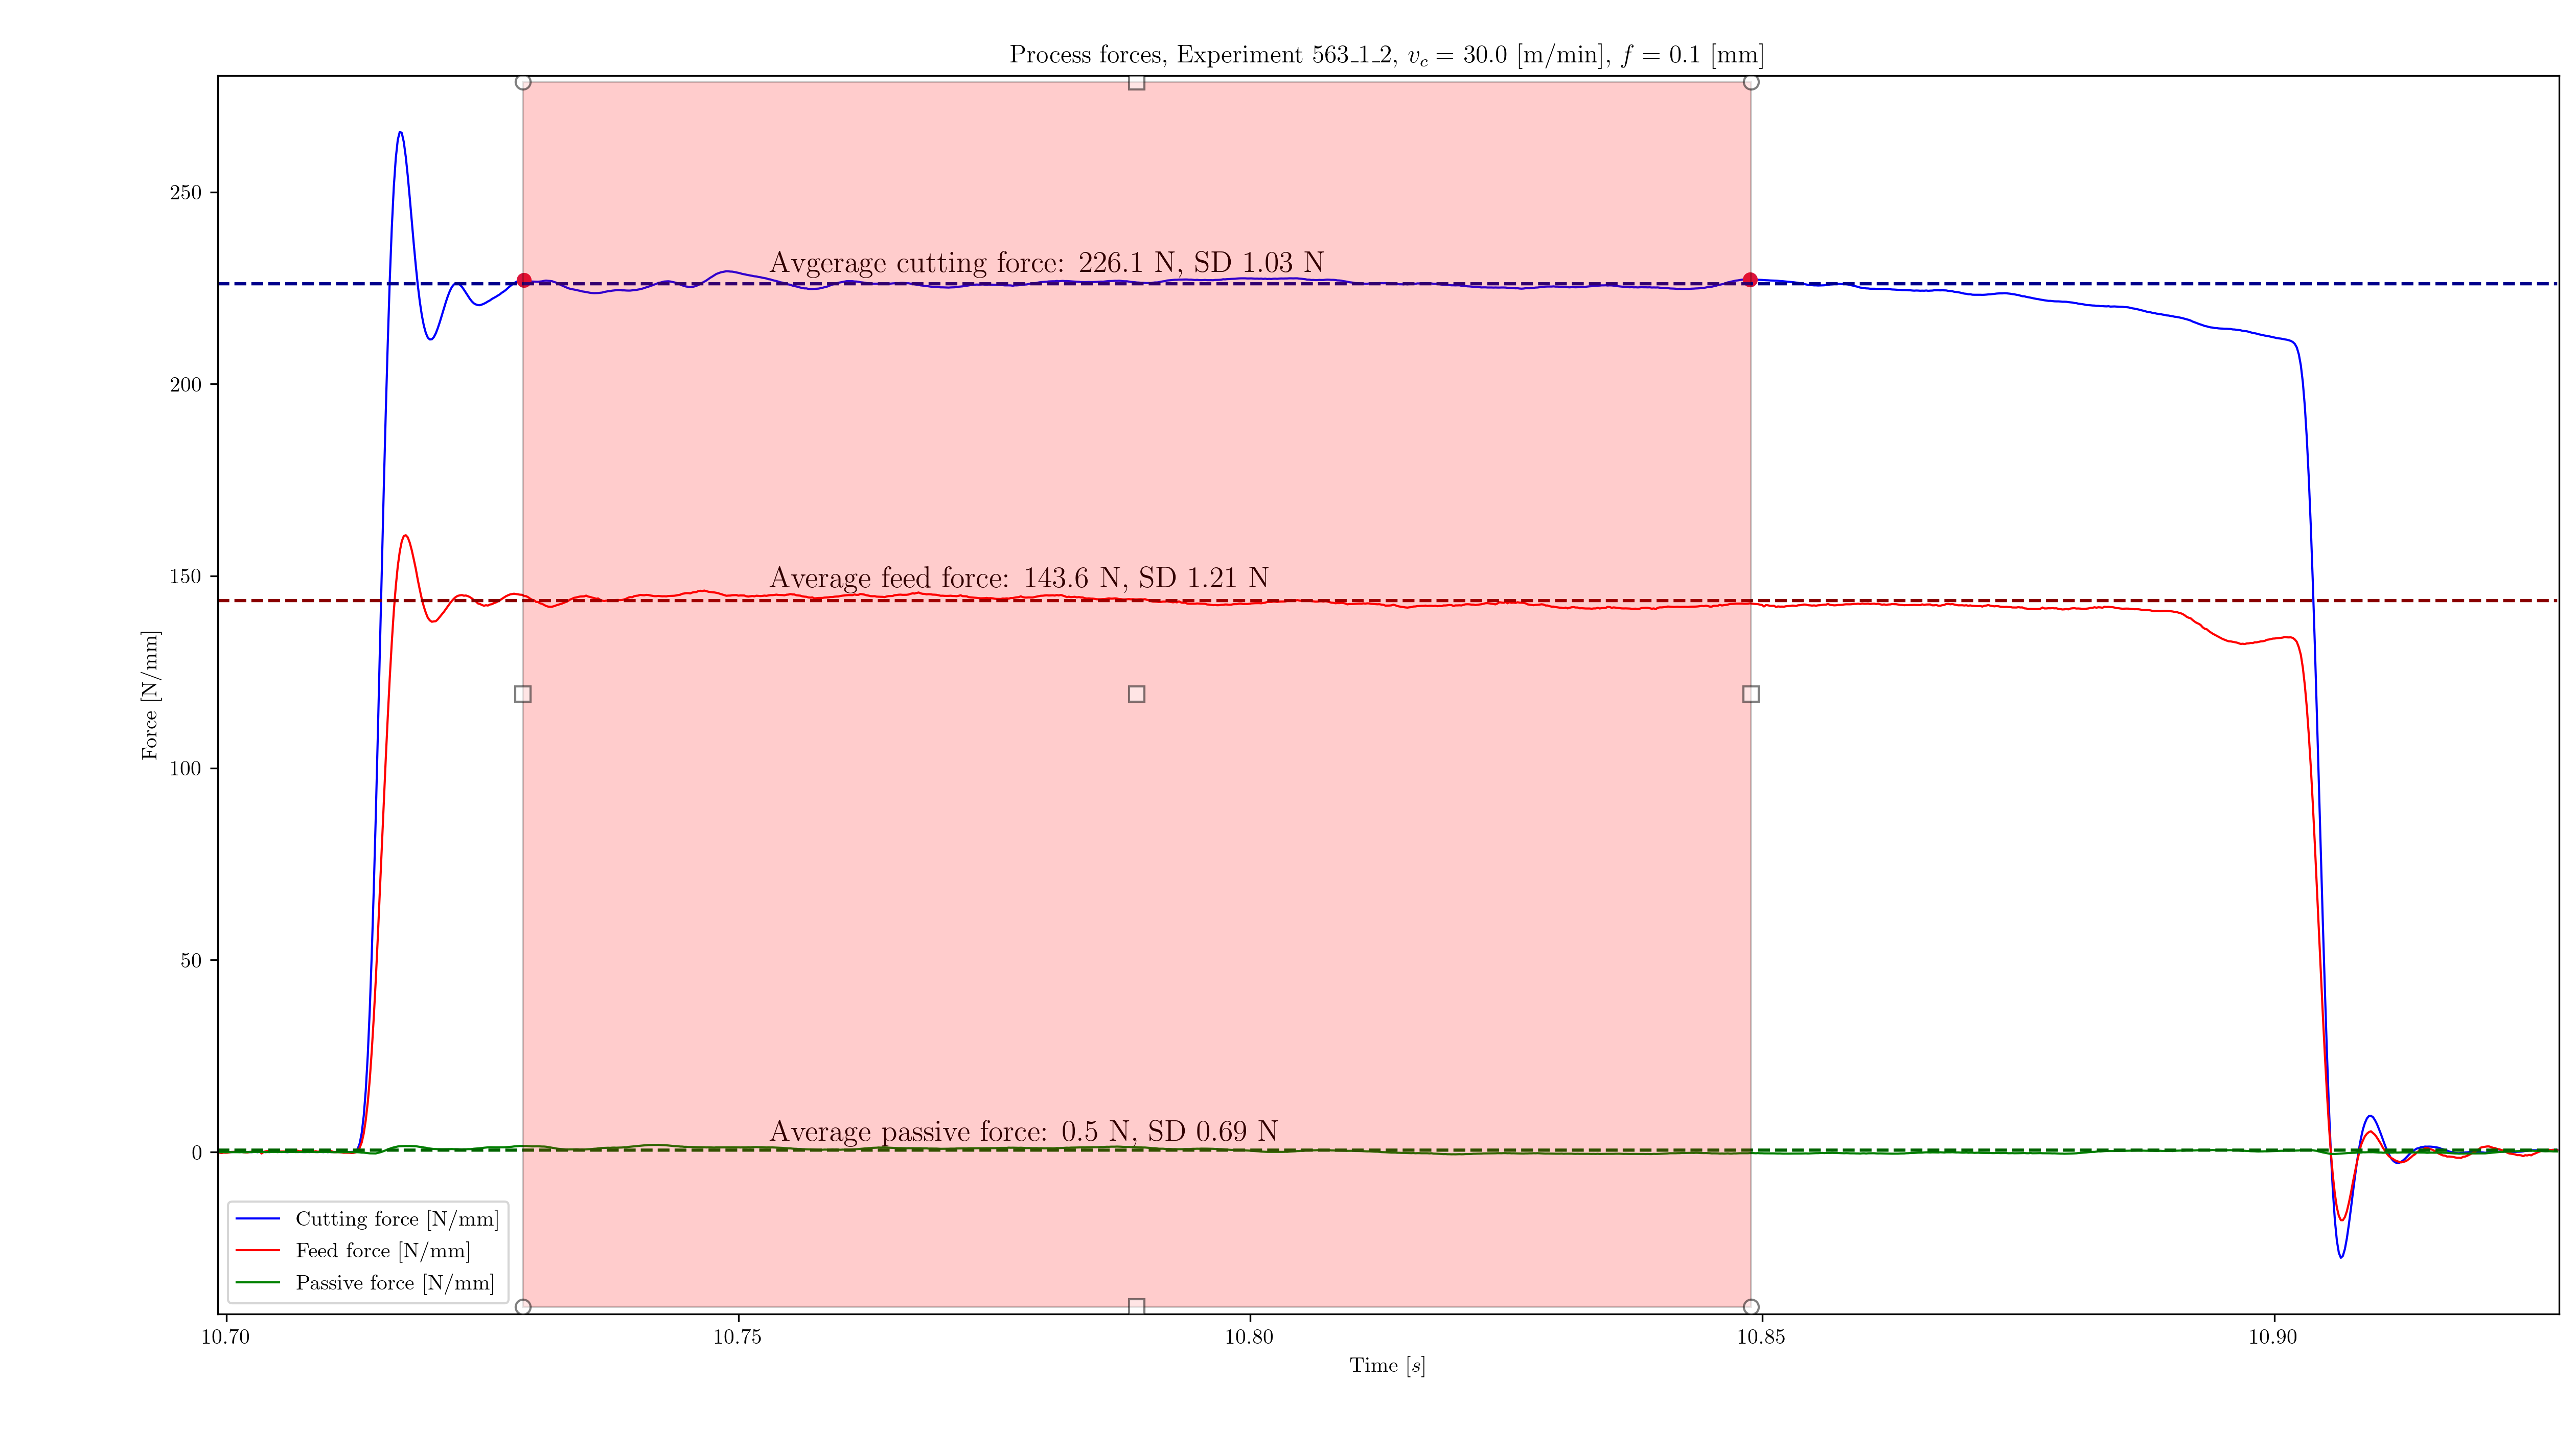 Process forces, Experiment 563_1_2, v_c = 30.0 [m/min], f = 0.1 [mm]
250
200
150
100
50
0
Force [N/mm]
Avgerage cutting force: 226.1 N, SD 1.03 N
Average feed force: 143.6 N, SD 1.21 N
Average passive force: 0.5 N, SD 0.69 N
Cutting force [N/mm]
Feed force [N/mm]
Passive force [N/mm]
10.70 10.75 10.80 10.85 10.90
Time [s]